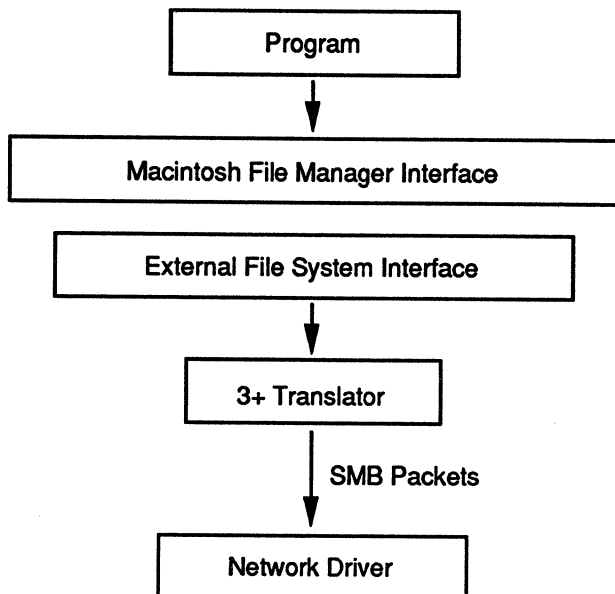 Program
Macintosh File Manager Interface
External File System Interface
3+ Translator
SMB Packets
Network Driver